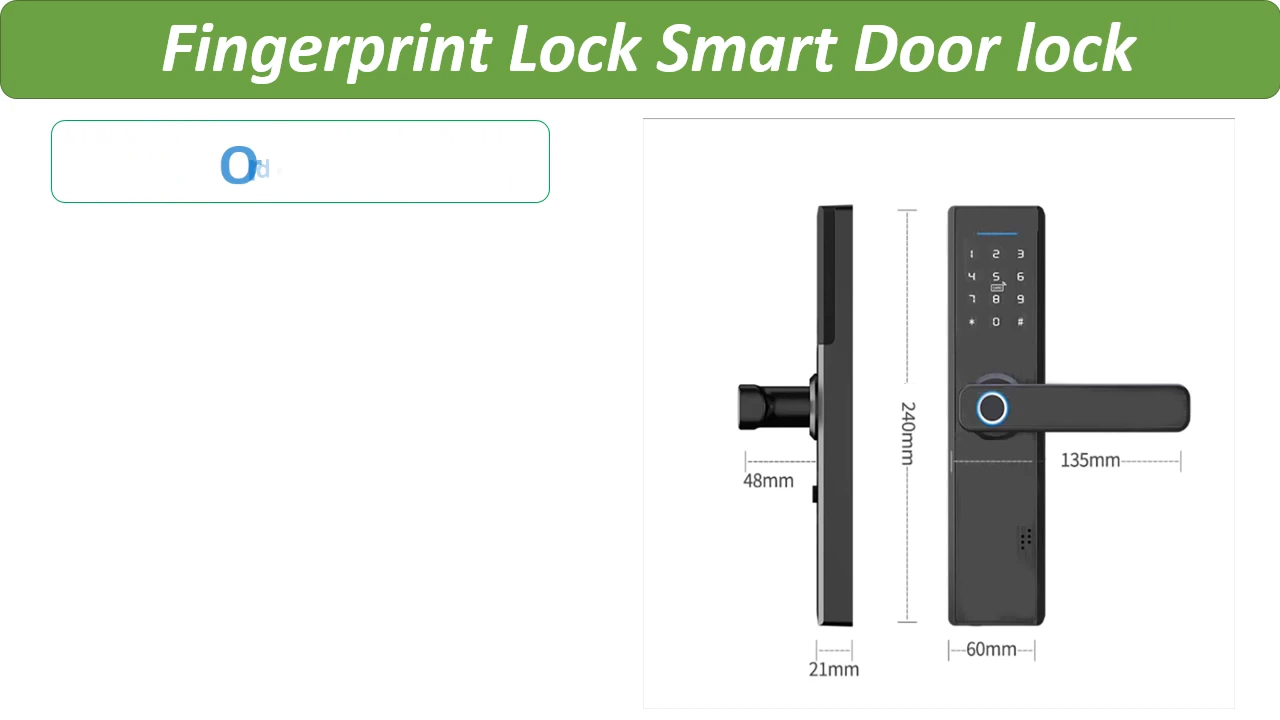 Fingerprint Lock Smart Door lock
O
1 2 3
4 5 6
7 8 9
* 0 #
240mm
135mm
48mm
60mm
21mm